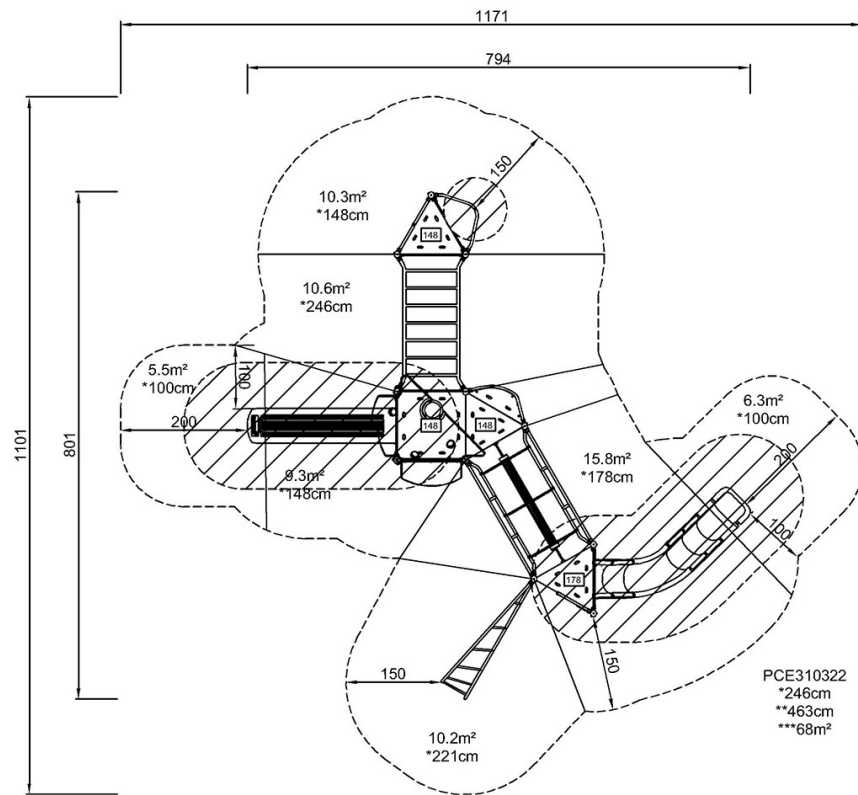 1171
794
150
10.3m²
*148cm
148
10.6m²
*246cm
5.5m²
*100cm
100
200
1101
801
148
148
6.3m²
*100cm
200
9.3m²
*148cm
15.8m²
*178cm
100
178
150
150
PCE310322
*246cm
**463cm
***68m²
10.2m²
*221cm